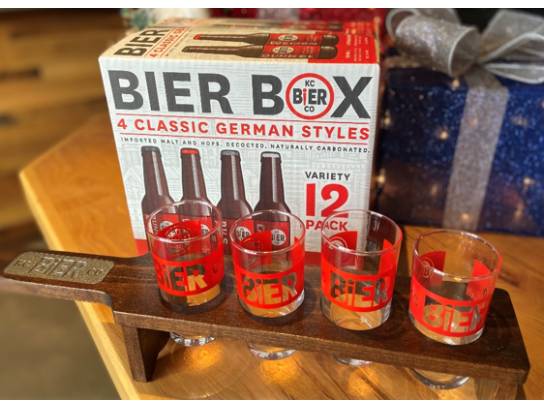 BIER
BIER BOX
KC
BIER
CO
4 CLASSIC GERMAN STYLES
IMPORTED MALT AND HOPS. DECOCTED, NATURALLY CARBONATED.
VARIETY
12
PACK
BIER
BIER
BIER
BIER
BIER